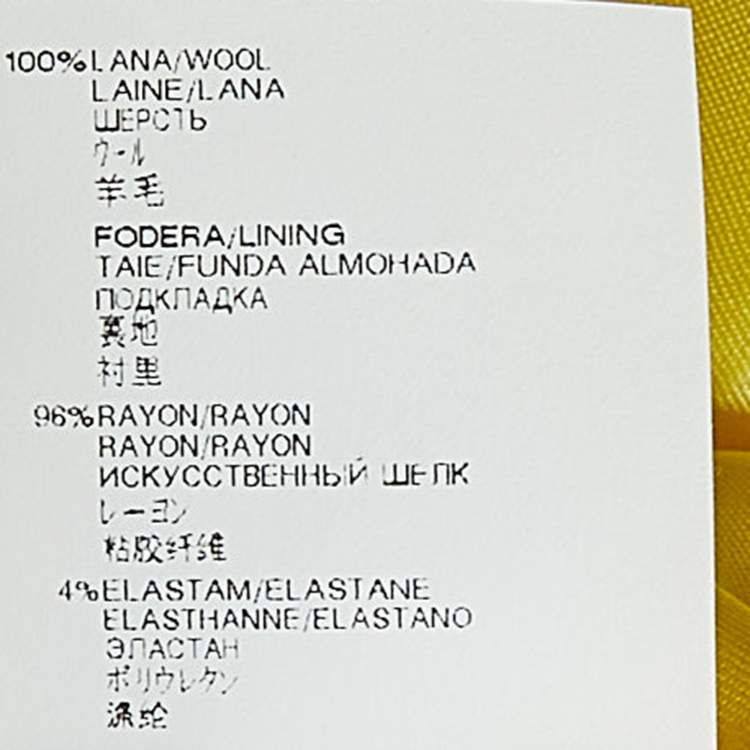 100% LANA/WOOL
LAINE/LANA
ШЕРСТЬ
ウール
羊毛
FODERA/LINING
TAIE/FUNDA ALMOHADA
ПОДКЛАДКА
裏地
衬里
96% RAYON/RAYON
RAYON/RAYON
ИСКУССТВЕННЫЙ ШЕЛК
レーヨン
粘胶纤维
4% ELASTAM/ELASTANE
ELASTHANNE/ELASTANO
ЭЛАСТАН
ポリウレタン
涤纶